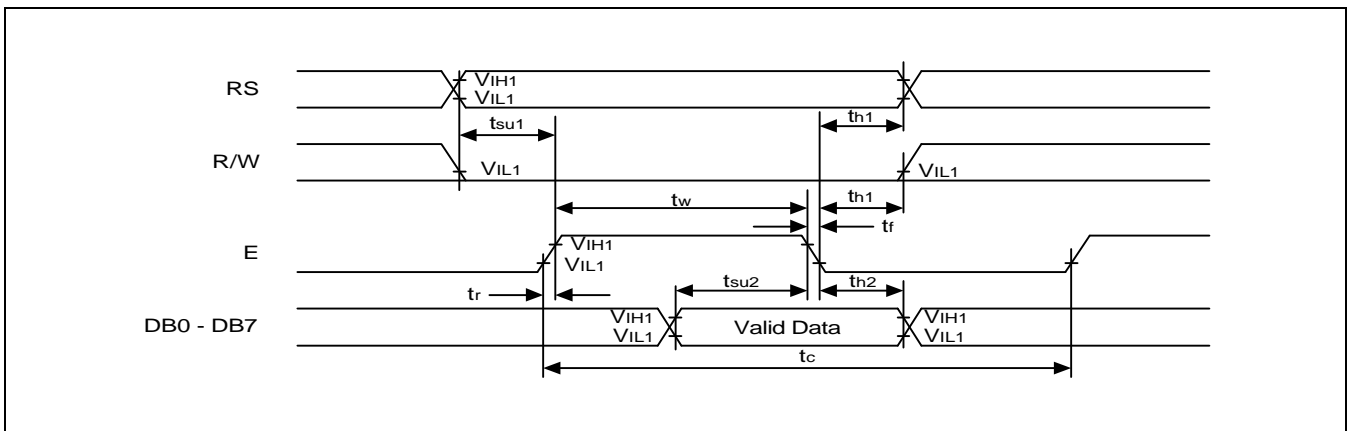 RS
VIH1
VIL1
tsu1
th1
R/W
VIL1
VIL1
tw
th1
tf
E
VIH1
VIL1
tr
tsu2
th2
DB0 - DB7
VIH1
VIL1
Valid Data
VIH1
VIL1
tc